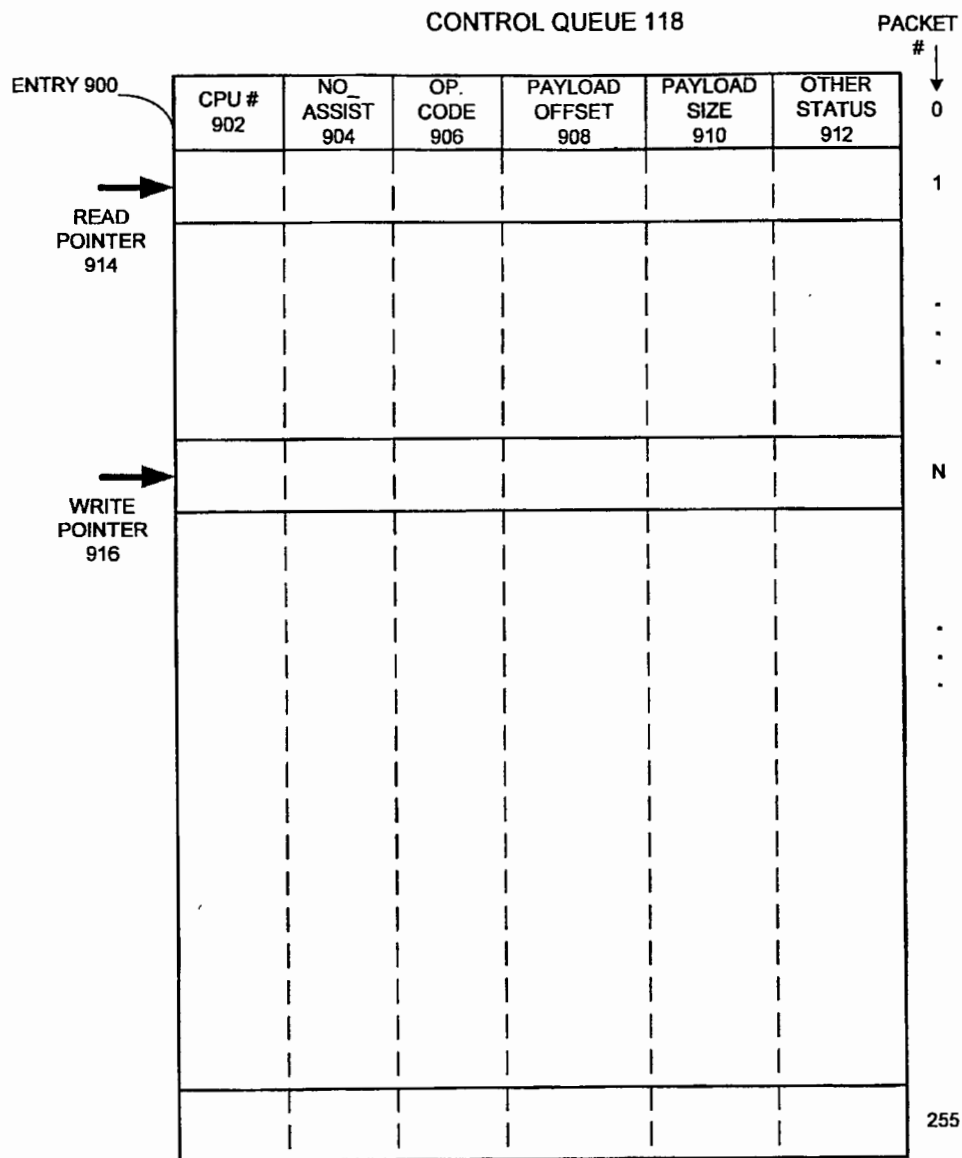 CONTROL QUEUE 118
PACKET
#
ENTRY 900
CPU #
902
NO_
ASSIST
904
OP.
CODE
906
PAYLOAD
OFFSET
908
PAYLOAD
SIZE
910
OTHER
STATUS
912
0
1
READ
POINTER
914
N
WRITE
POINTER
916
255